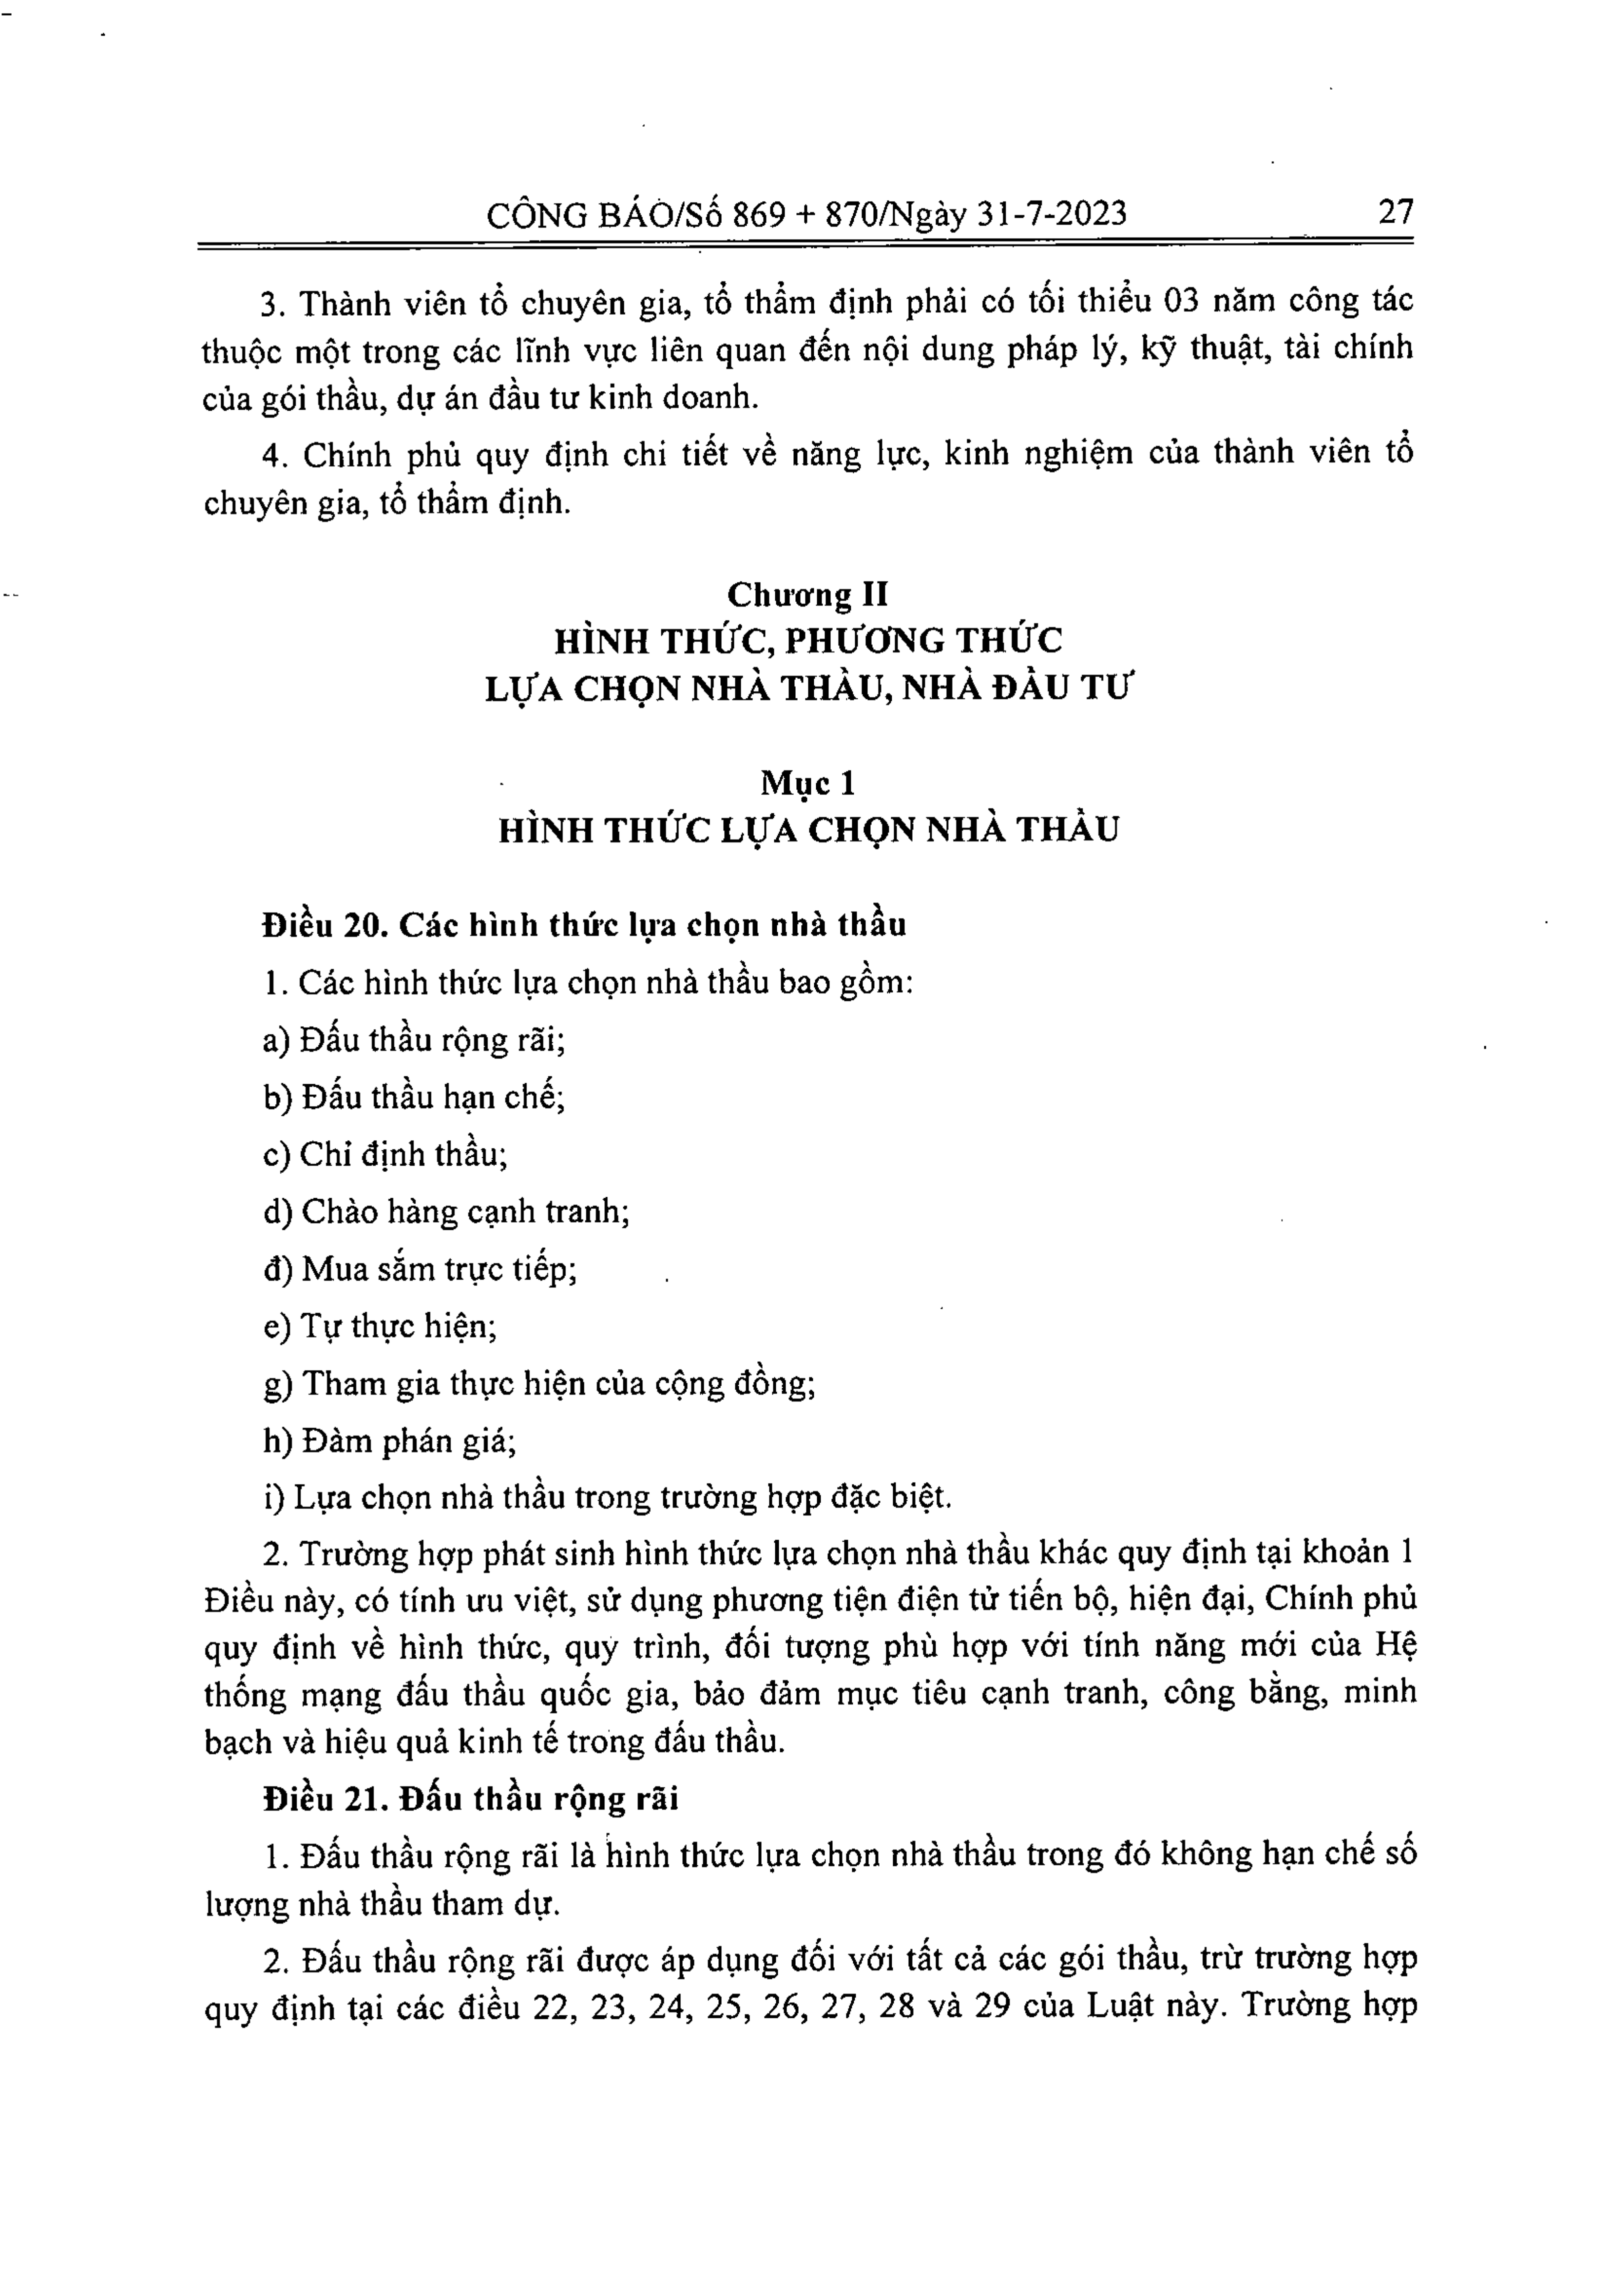 CÔNG BÁO/Số 869 + 870/Ngày 31-7-2023 27
3. Thành viên tổ chuyên gia, tổ thẩm định phải có tối thiểu 03 năm công tác
thuộc một trong các lĩnh vực liên quan đến nội dung pháp lý, kỹ thuật, tài chính
của gói thầu, dự án đầu tư kinh doanh.
4. Chính phủ quy định chi tiết về năng lực, kinh nghiệm của thành viên tổ
chuyên gia, tổ thẩm định.
Chương II
HÌNH THỨC, PHƯƠNG THỨC
LỰA CHỌN NHÀ THẦU, NHÀ ĐẦU TƯ
Mục 1
HÌNH THỨC LỰA CHỌN NHÀ THẦU
Điều 20. Các hình thức lựa chọn nhà thầu
1. Các hình thức lựa chọn nhà thầu bao gồm:
a) Đấu thầu rộng rãi;
b) Đấu thầu hạn chế;
c) Chỉ định thầu;
d) Chào hàng cạnh tranh;
đ) Mua sắm trực tiếp;
e) Tự thực hiện;
g) Tham gia thực hiện của cộng đồng;
h) Đàm phán giá;
i) Lựa chọn nhà thầu trong trường hợp đặc biệt.
2. Trường hợp phát sinh hình thức lựa chọn nhà thầu khác quy định tại khoản 1
Điều này, có tính ưu việt, sử dụng phương tiện điện tử tiến bộ, hiện đại, Chính phủ
quy định về hình thức, quy trình, đối tượng phù hợp với tính năng mới của Hệ
thống mạng đấu thầu quốc gia, bảo đảm mục tiêu cạnh tranh, công bằng, minh
bạch và hiệu quả kinh tế trong đấu thầu.
Điều 21. Đấu thầu rộng rãi
1. Đấu thầu rộng rãi là hình thức lựa chọn nhà thầu trong đó không hạn chế số
lượng nhà thầu tham dự.
2. Đấu thầu rộng rãi được áp dụng đối với tất cả các gói thầu, trừ trường hợp
quy định tại các điều 22, 23, 24, 25, 26, 27, 28 và 29 của Luật này. Trường hợp